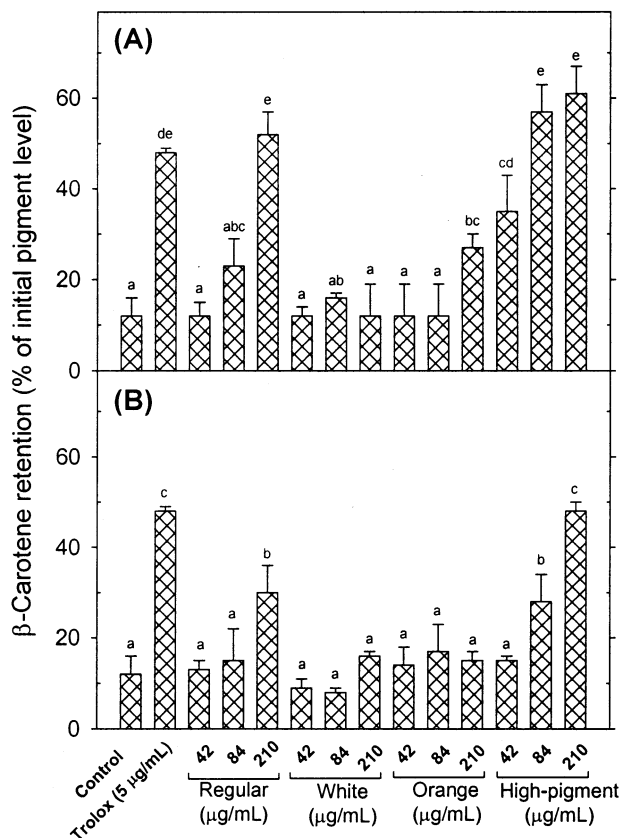 β-Carotene retention (% of initial pigment level)
(A)
60
40
20
0
a
de
a
abc
e
a
ab
a
a
a
bc
cd
e
e
(B)
60
40
20
0
a
c
a
a
b
a
a
a
a
a
a
a
b
c
Control
Trolox (5 μg/mL)
42 84 210 42 84 210 42 84 210 42 84 210
Regular White Orange High-pigment
(μg/mL) (μg/mL) (μg/mL) (μg/mL)